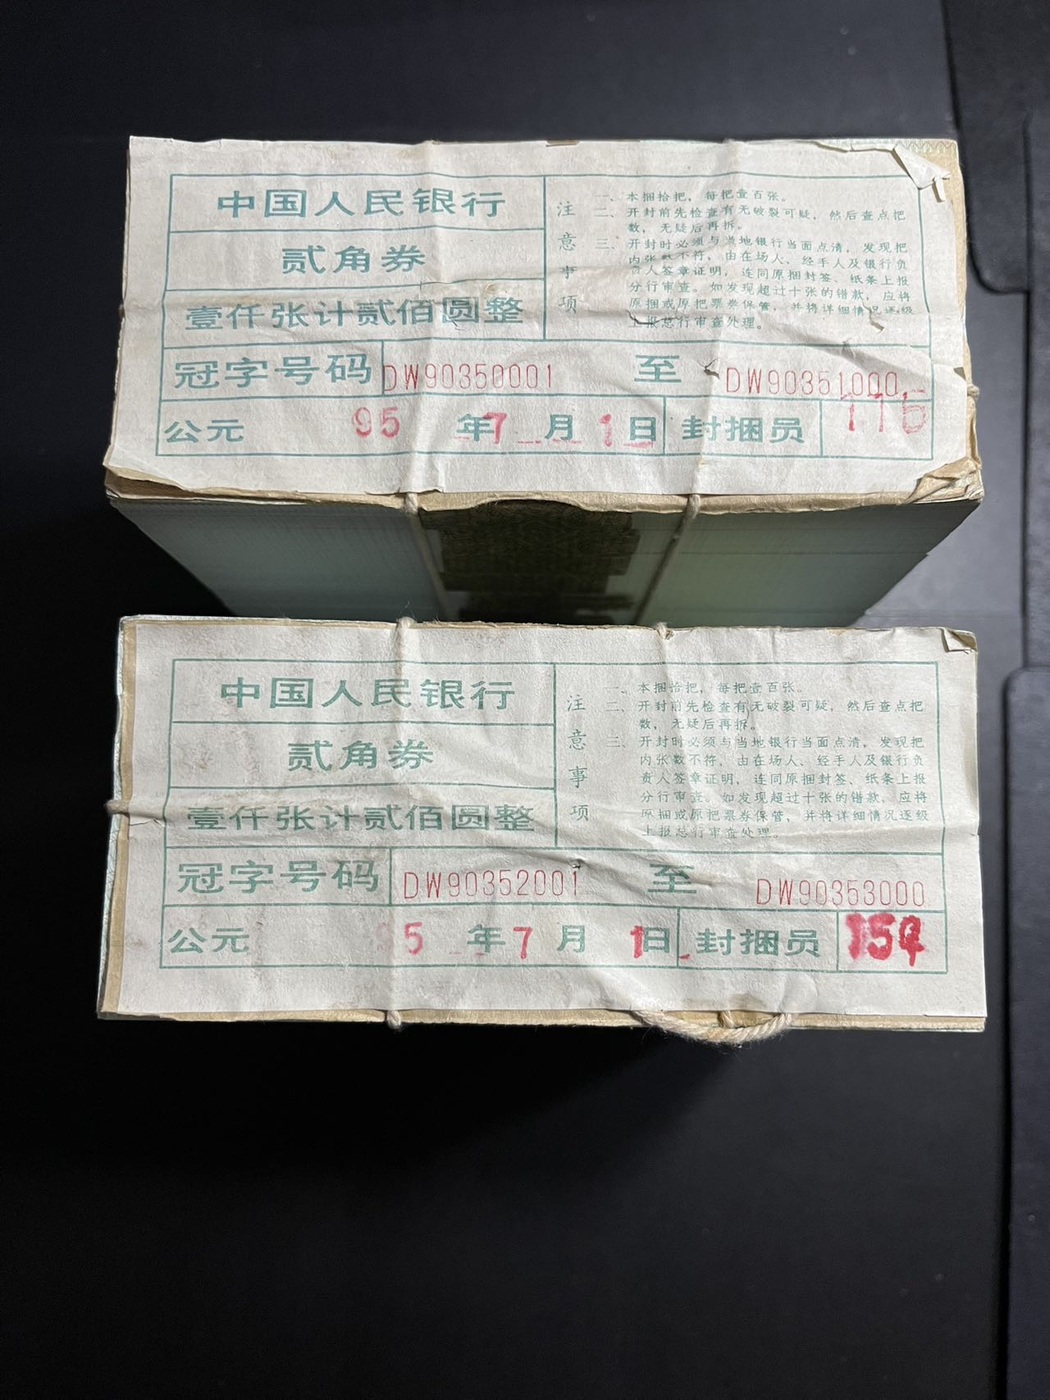 中国人民银行
贰角券
壹仟张计贰佰圆整
注意事项
一、本捆拾把，每把壹百张。
二、开封前先检查有无破裂可疑，然后查点把
数，无疑后再拆。
三、开封时必须与当地银行当面点清，发现把
内张数不符，由在场人、经手人及银行负
责人签章证明，连同原捆封签、纸条上报
分行审查。如发现超过十张的错款，应将
原捆或原把票券保管，并将详细情况逐级
上报总行审查处理。
冠字号码 DW90350001 至 DW90351000
公元 95 年 7 月 1 日 封捆员 115
中国人民银行
贰角券
壹仟张计贰佰圆整
注意事项
一、本捆拾把，每把壹百张。
二、开封前先检查有无破裂可疑，然后查点把
数，无疑后再拆。
三、开封时必须与当地银行当面点清，发现把
内张数不符，由在场人、经手人及银行负
责人签章证明，连同原捆封签、纸条上报
分行审查。如发现超过十张的错款，应将
原捆或原把票券保管，并将详细情况逐级
上报总行审查处理。
冠字号码 DW90352001 至 DW90353000
公元 95 年 7 月 1 日 封捆员